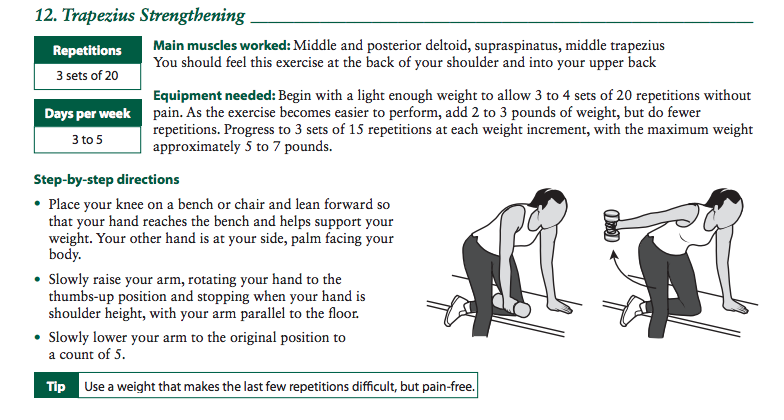 12. Trapezius Strengthening
Repetitions
3 sets of 20
Days per week
3 to 5
Main muscles worked: Middle and posterior deltoid, supraspinatus, middle trapezius
You should feel this exercise at the back of your shoulder and into your upper back
Equipment needed: Begin with a light enough weight to allow 3 to 4 sets of 20 repetitions without
pain. As the exercise becomes easier to perform, add 2 to 3 pounds of weight, but do fewer
repetitions. Progress to 3 sets of 15 repetitions at each weight increment, with the maximum weight
approximately 5 to 7 pounds.
Step-by-step directions
• Place your knee on a bench or chair and lean forward so
that your hand reaches the bench and helps support your
weight. Your other hand is at your side, palm facing your
body.
• Slowly raise your arm, rotating your hand to the
thumbs-up position and stopping when your hand is
shoulder height, with your arm parallel to the floor.
• Slowly lower your arm to the original position to
a count of 5.
Tip Use a weight that makes the last few repetitions difficult, but pain-free.